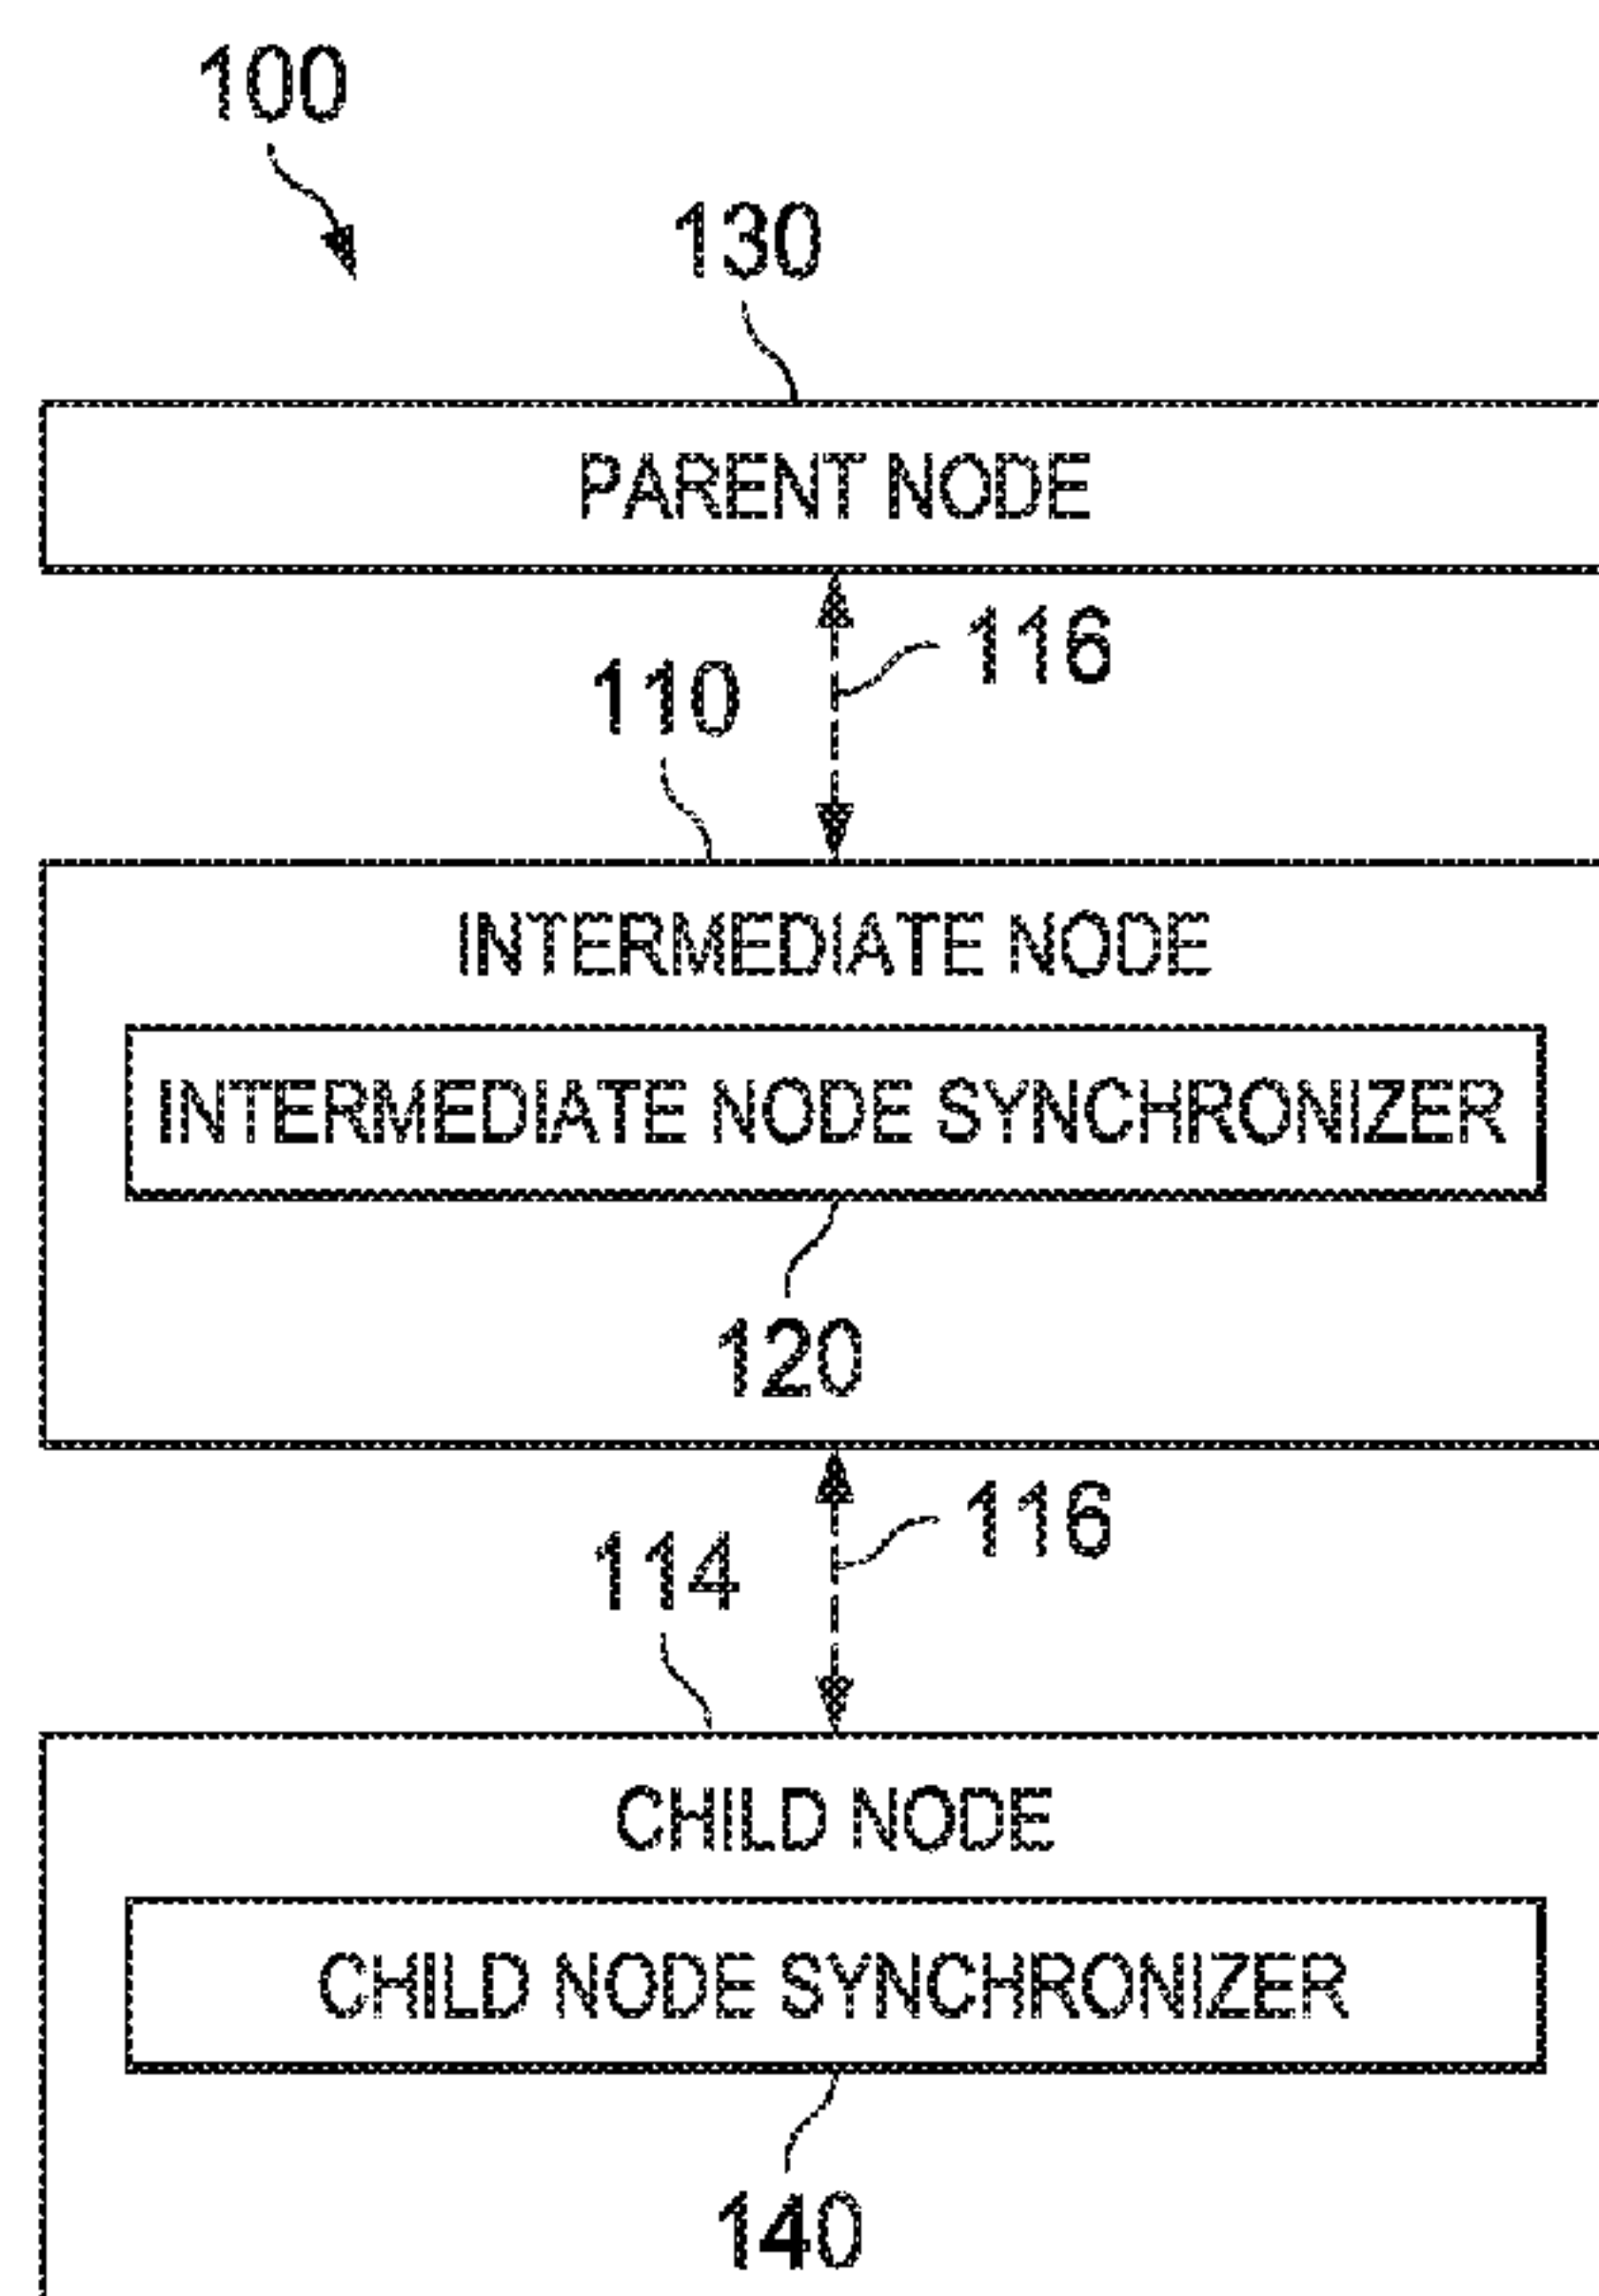 100
130
PARENT NODE
116
110
INTERMEDIATE NODE
INTERMEDIATE NODE SYNCHRONIZER
120
116
114
CHILD NODE
CHILD NODE SYNCHRONIZER
140